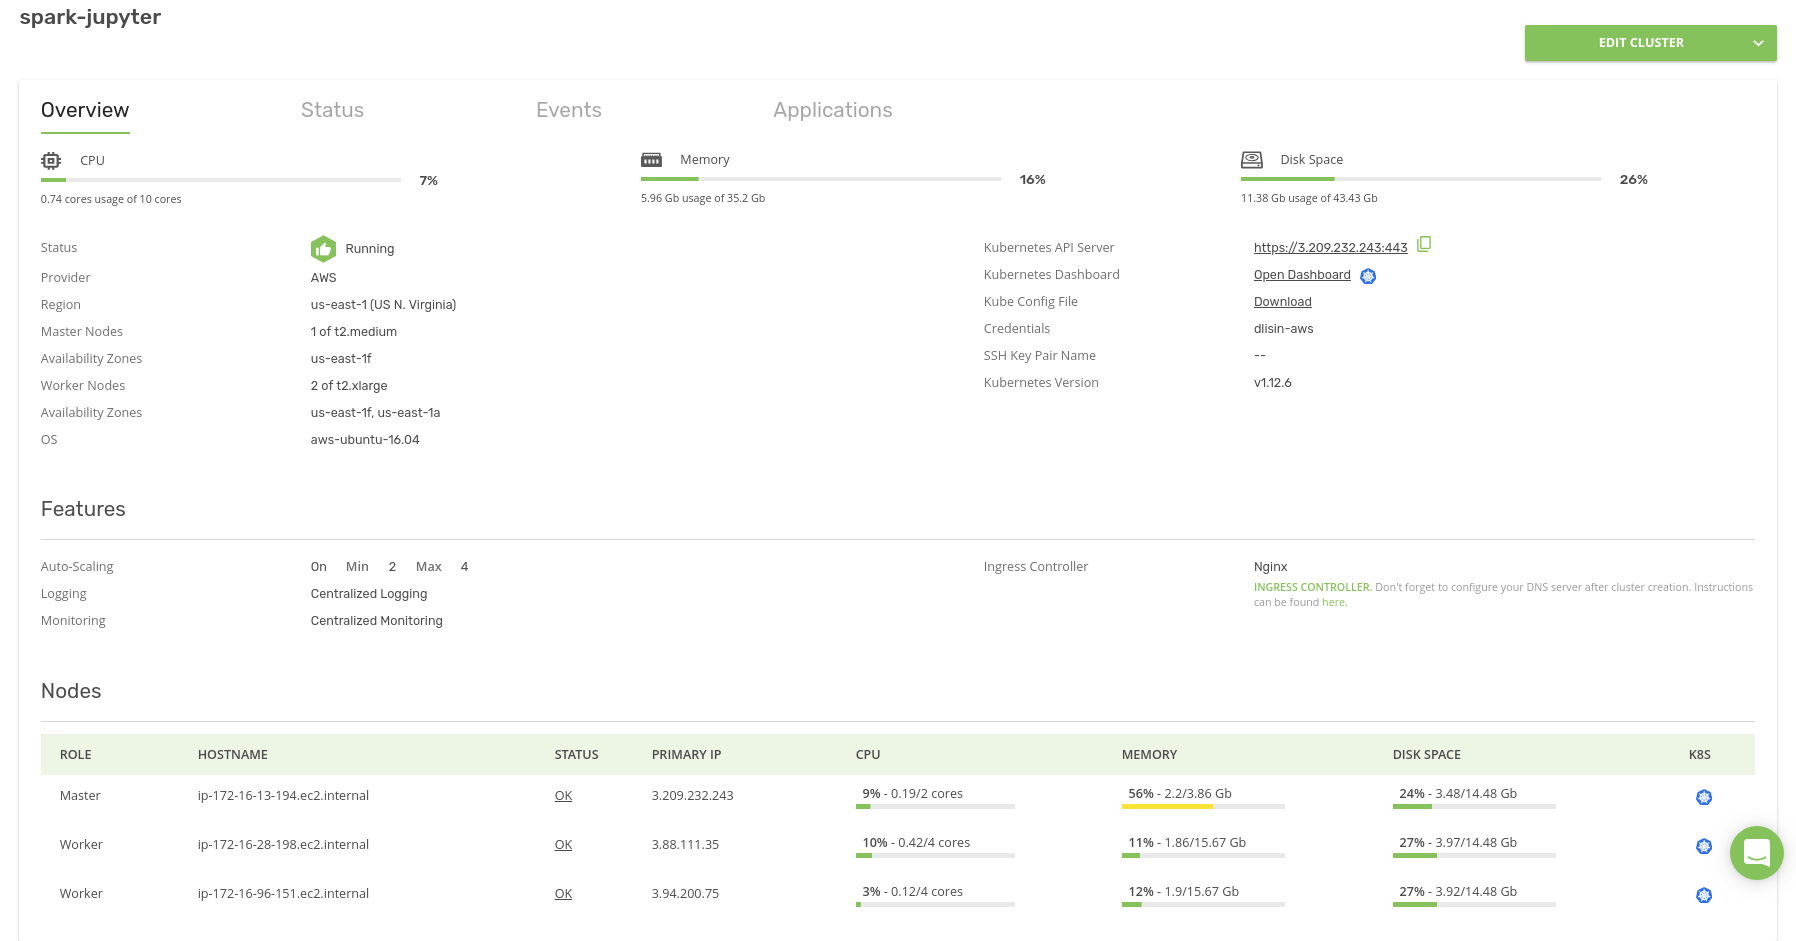 spark-jupyter
EDIT CLUSTER
Overview Status Events Applications
CPU
7%
0.74 cores usage of 10 cores
Memory
16%
5.96 Gb usage of 35.2 Gb
Disk Space
26%
11.38 Gb usage of 43.43 Gb
Status Running
Provider AWS
Region us-east-1 (US N. Virginia)
Master Nodes 1 of t2.medium
Availability Zones us-east-1f
Worker Nodes 2 of t2.xlarge
Availability Zones us-east-1f, us-east-1a
OS aws-ubuntu-16.04
Kubernetes API Server https://3.209.232.243:443
Kubernetes Dashboard Open Dashboard
Kube Config File Download
Credentials dlisin-aws
SSH Key Pair Name --
Kubernetes Version v1.12.6
Features
Auto-Scaling On Min 2 Max 4
Logging Centralized Logging
Monitoring Centralized Monitoring
Ingress Controller Nginx
INGRESS CONTROLLER. Don't forget to configure your DNS server after cluster creation. Instructions
can be found here.
Nodes
ROLE HOSTNAME STATUS PRIMARY IP CPU MEMORY DISK SPACE K8S
Master ip-172-16-13-194.ec2.internal OK 3.209.232.243 9% - 0.19/2 cores 56% - 2.2/3.86 Gb 24% - 3.48/14.48 Gb
Worker ip-172-16-28-198.ec2.internal OK 3.88.111.35 10% - 0.42/4 cores 11% - 1.86/15.67 Gb 27% - 3.97/14.48 Gb
Worker ip-172-16-96-151.ec2.internal OK 3.94.200.75 3% - 0.12/4 cores 12% - 1.9/15.67 Gb 27% - 3.92/14.48 Gb